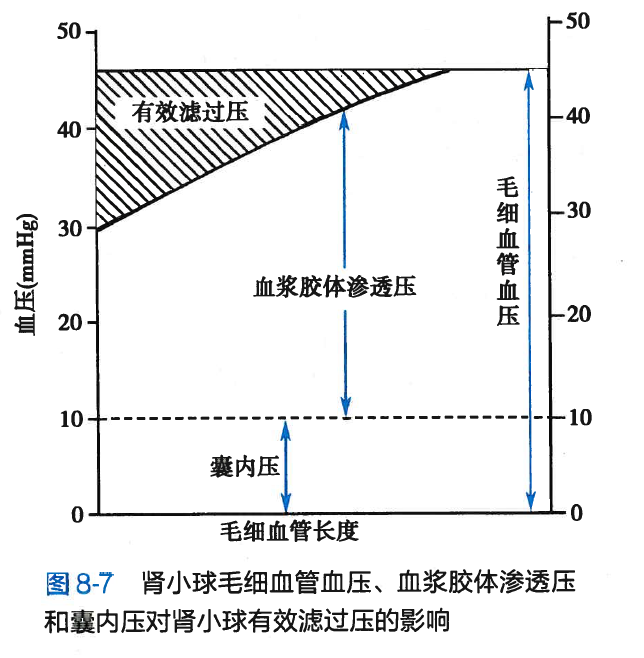 50
50
有效滤过压
40
40
毛细血管血压
30
30
血压(mmHg)
血浆胶体渗透压
20
20
10
10
囊内压
0
0
毛细血管长度
图 8-7 肾小球毛细血管血压、血浆胶体渗透压
和囊内压对肾小球有效滤过压的影响